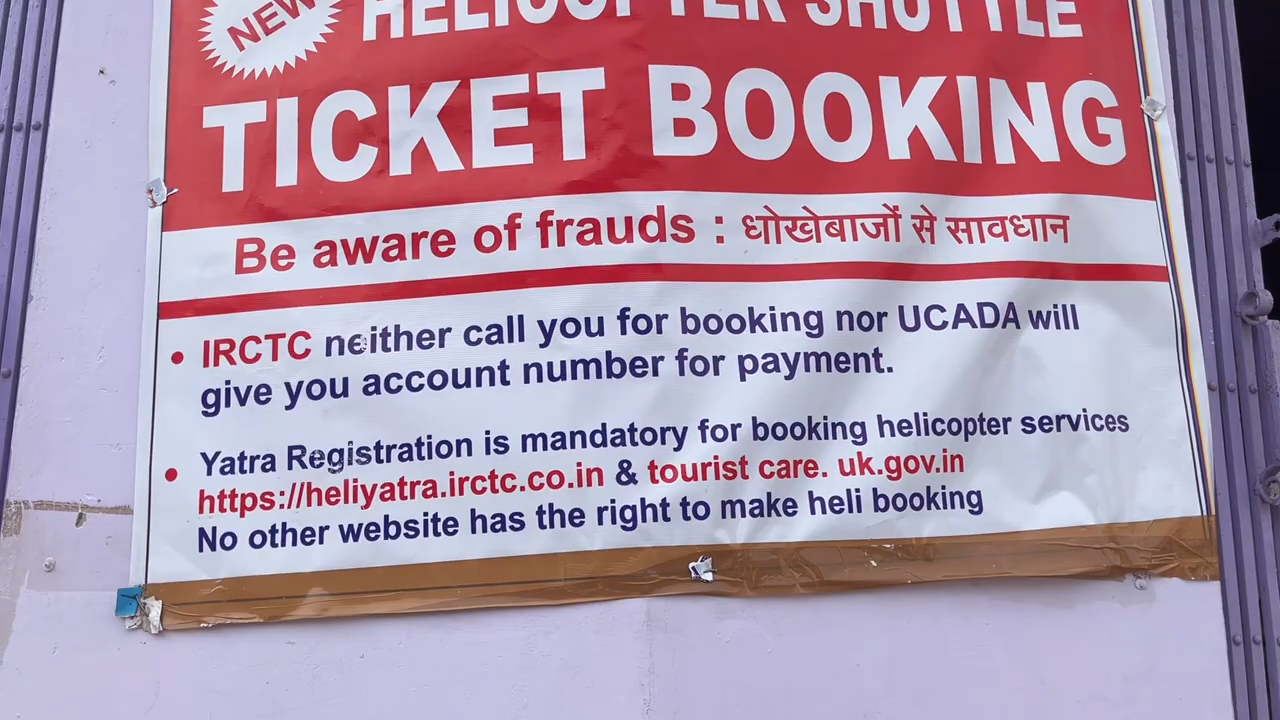 NEW
HELICOPTER SHUTTLE
TICKET BOOKING
Be aware of frauds : धोखेबाजों से सावधान
• IRCTC neither call you for booking nor UCADA will
give you account number for payment.
• Yatra Registration is mandatory for booking helicopter services
https://heliyatra.irctc.co.in & tourist care. uk.gov.in
No other website has the right to make heli booking